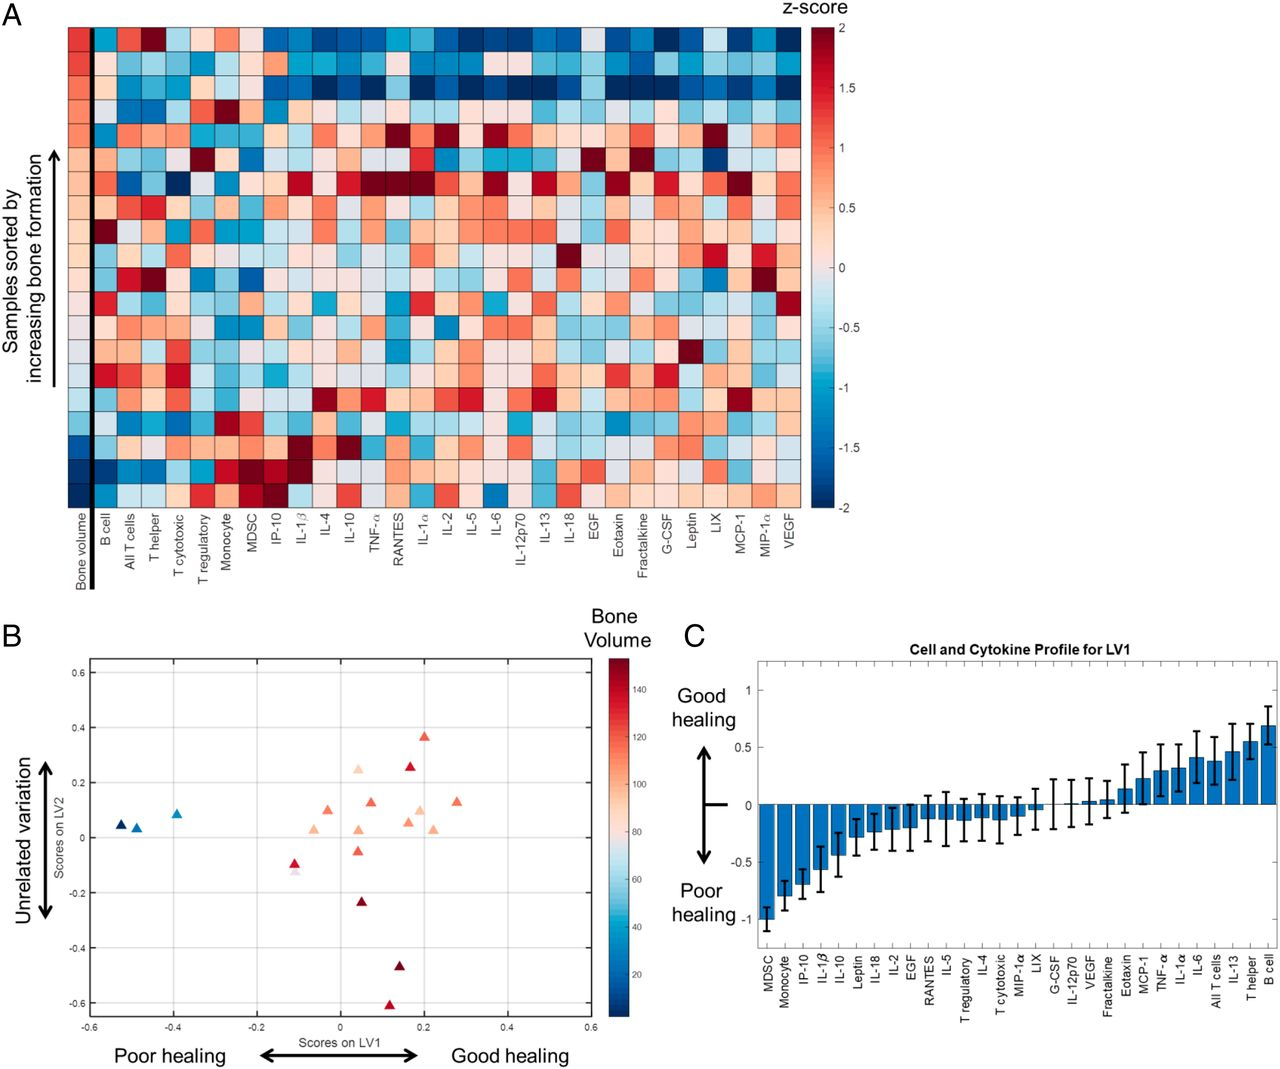 A
z-score
Samples sorted by
increasing bone formation
2
1.5
1
0.5
0
-0.5
-1
-1.5
-2
Bone volume
B cell
All T cells
T helper
T cytotoxic
T regulatory
Monocyte
MDSC
IP-10
IL-1β
IL-4
IL-10
TNF-α
RANTES
IL-1α
IL-2
IL-5
IL-6
IL-12p70
IL-13
IL-18
EGF
Eotaxin
Fractalkine
G-CSF
Leptin
LIX
MCP-1
MIP-1α
VEGF
B
Bone
Volume
Unrelated variation
Scores on LV2
0.6
0.4
0.2
0
-0.2
-0.4
-0.6
-0.6
-0.4
-0.2
0
0.2
0.4
0.6
140
120
100
80
60
40
20
Poor healing
Scores on LV1
Good healing
C
Cell and Cytokine Profile for LV1
Good
healing
Poor
healing
1
0.5
0
-0.5
-1
MDSC
Monocyte
IP-10
IL-1β
IL-10
Leptin
IL-18
IL-2
EGF
RANTES
IL-5
T regulatory
IL-4
T cytotoxic
MIP-1α
LIX
G-CSF
IL-12p70
VEGF
Fractalkine
Eotaxin
MCP-1
TNF-α
IL-1α
IL-6
All T cells
IL-13
T helper
B cell